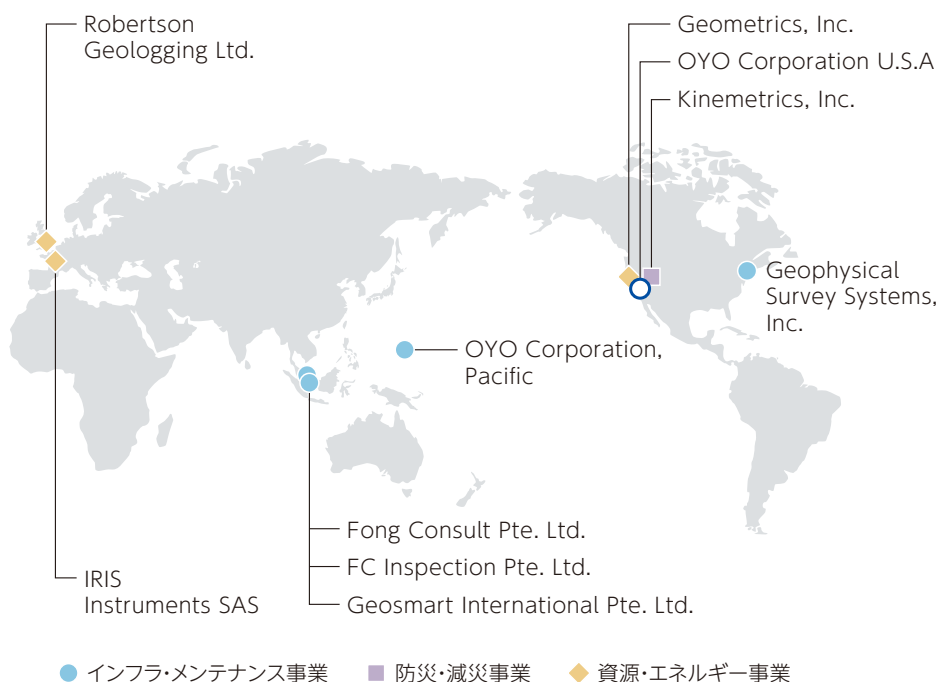 Robertson
Geologging Ltd.
Geometrics, Inc.
OYO Corporation U.S.A
Kinemetrics, Inc.
Geophysical
Survey Systems,
Inc.
OYO Corporation,
Pacific
Fong Consult Pte. Ltd.
FC Inspection Pte. Ltd.
Geosmart International Pte. Ltd.
IRIS
Instruments SAS
インフラ・メンテナンス事業 防災・減災事業 資源・エネルギー事業